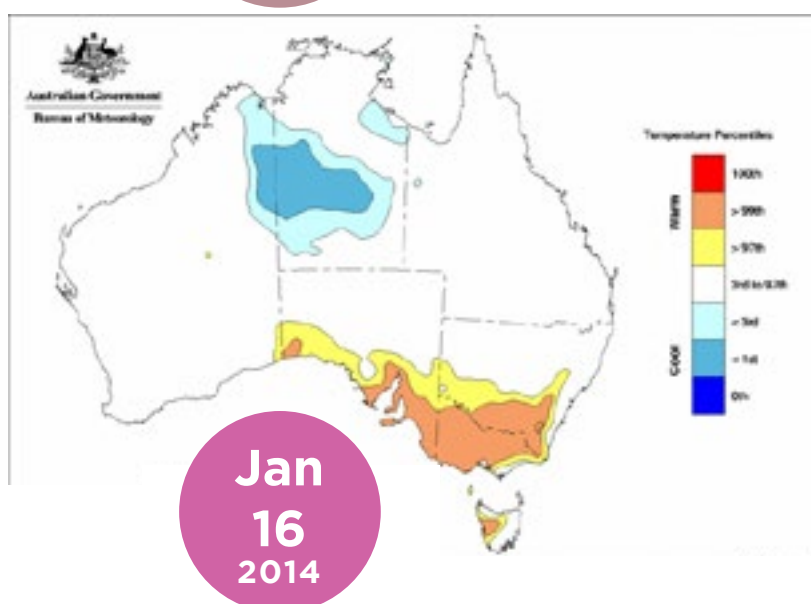 Australian Government
Bureau of Meteorology
Temperature Percentiles
100th
Warm
> 99th
> 97th
3rd to 97th
< 3rd
Cool
< 1st
0th
Jan
16
2014